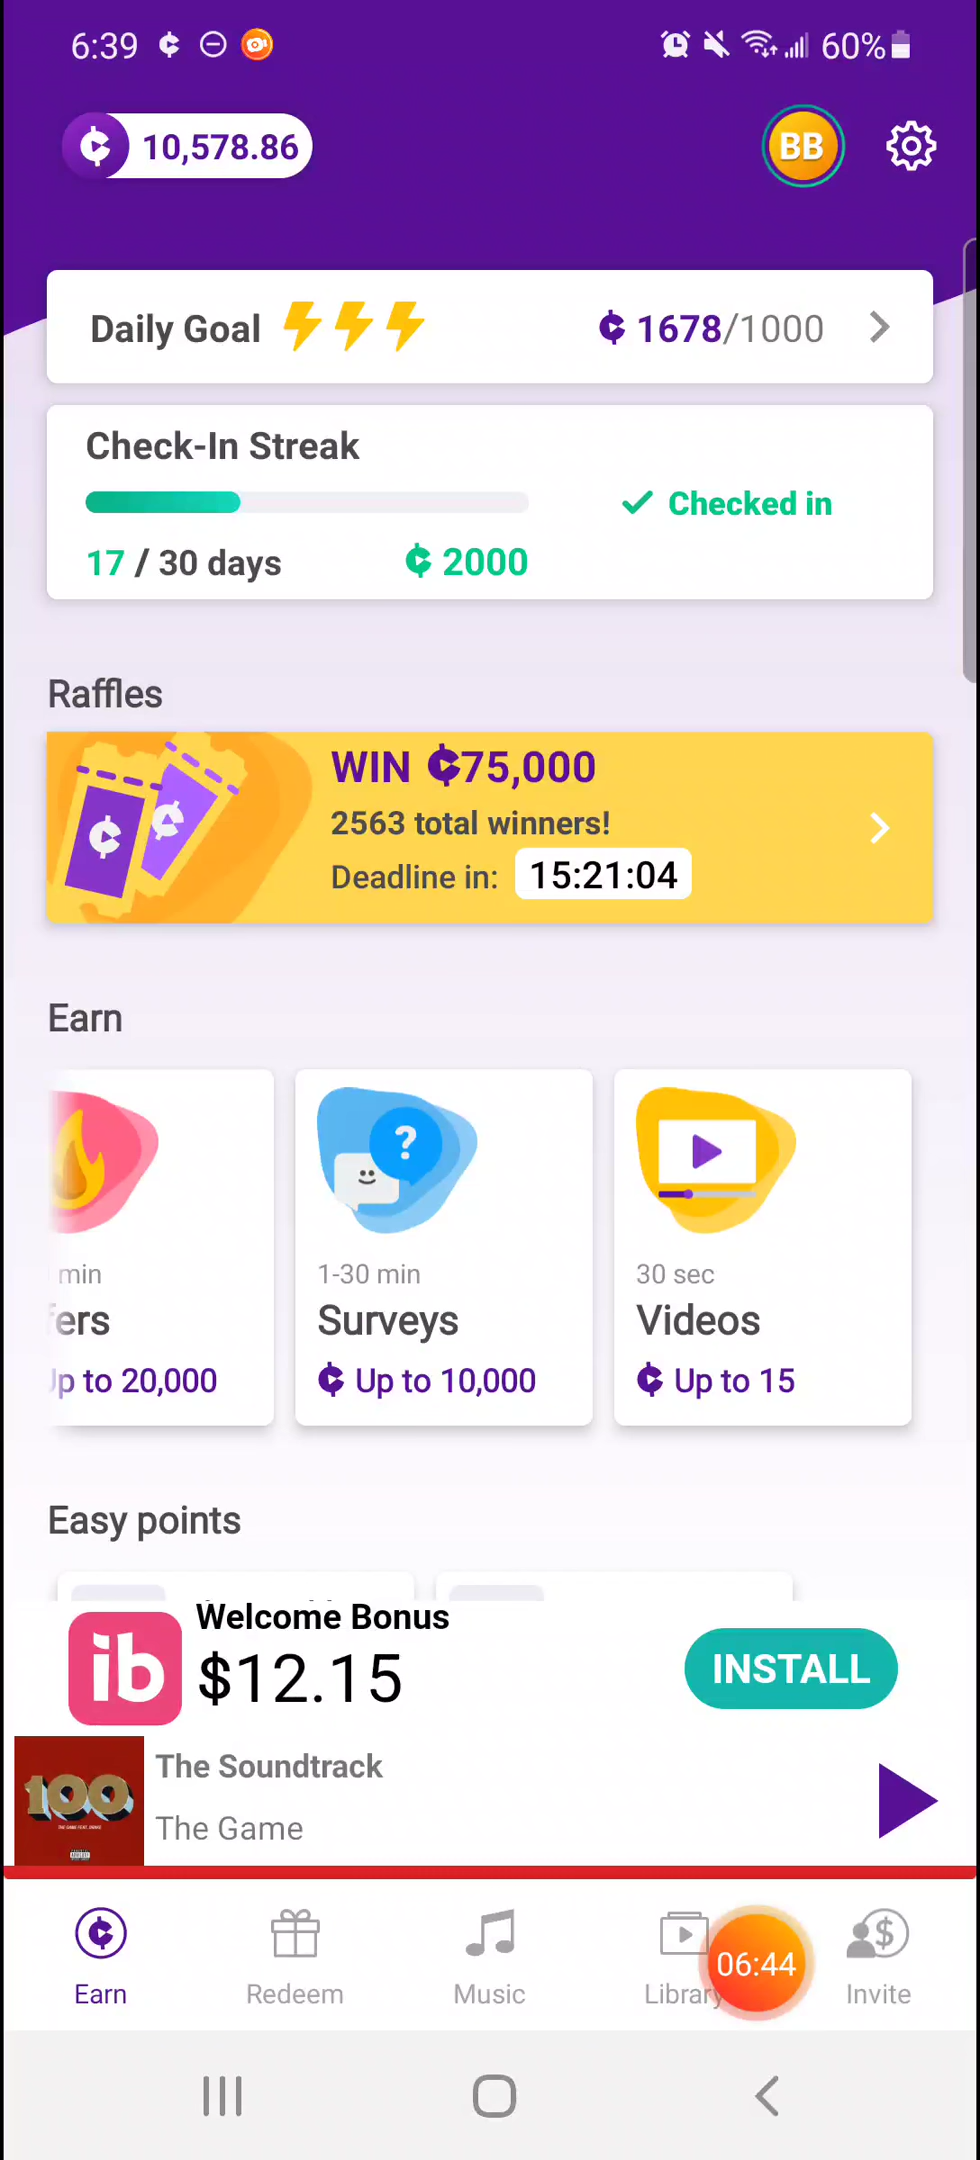 6:39
60%
10,578.86
BB
Daily Goal
1678/1000
Check-In Streak
Checked in
17 / 30 days
2000
Raffles
WIN 75,000
2563 total winners!
Deadline in: 15:21:04
Earn
min
fers
Up to 20,000
1-30 min
Surveys
Up to 10,000
30 sec
Videos
Up to 15
Easy points
ib
Welcome Bonus
$12.15
INSTALL
100
The Soundtrack
The Game
06:44
Earn
Redeem
Music
Library
Invite